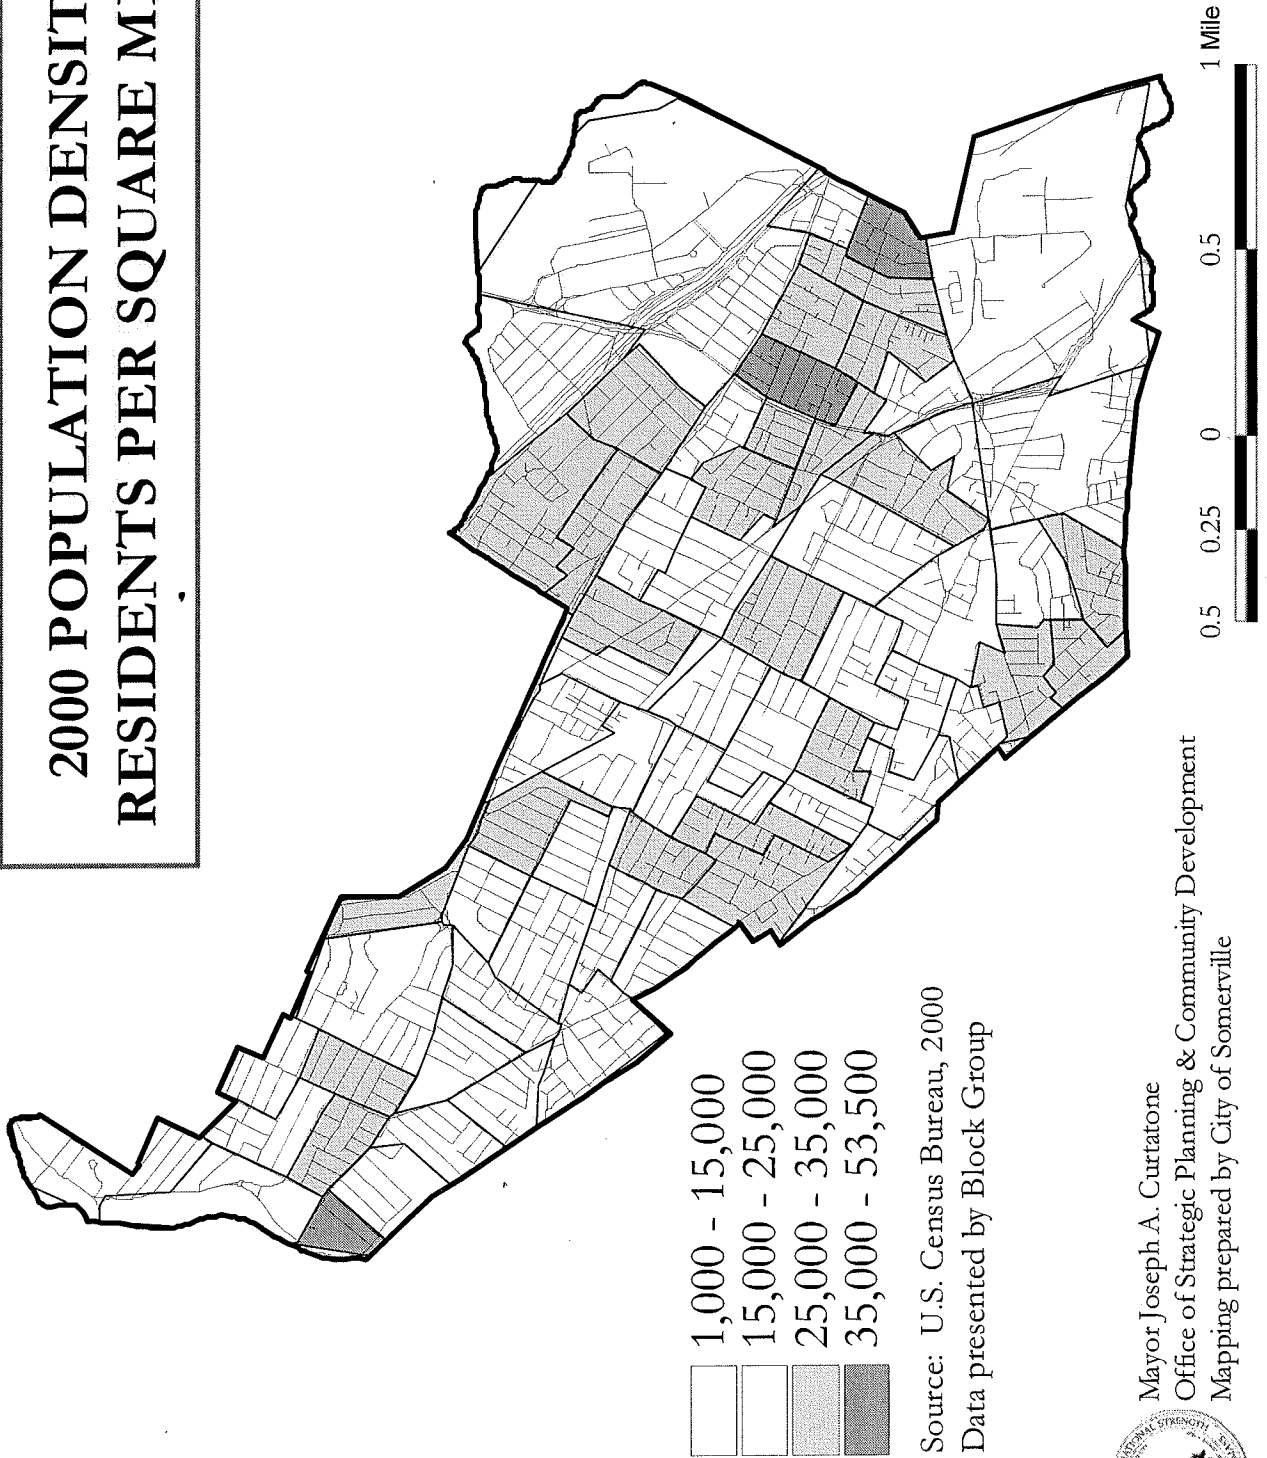 2000 POPULATION DENSIT
RESIDENTS PER SQUARE MI
1,000 - 15,000
15,000 - 25,000
25,000 - 35,000
35,000 - 53,500
Source: U.S. Census Bureau, 2000
Data presented by Block Group
Mayor Joseph A. Curtatone
Office of Strategic Planning & Community Development
Mapping prepared by City of Somerville
0.5 0.25 0 0.5 1 Mile
STRENGTH